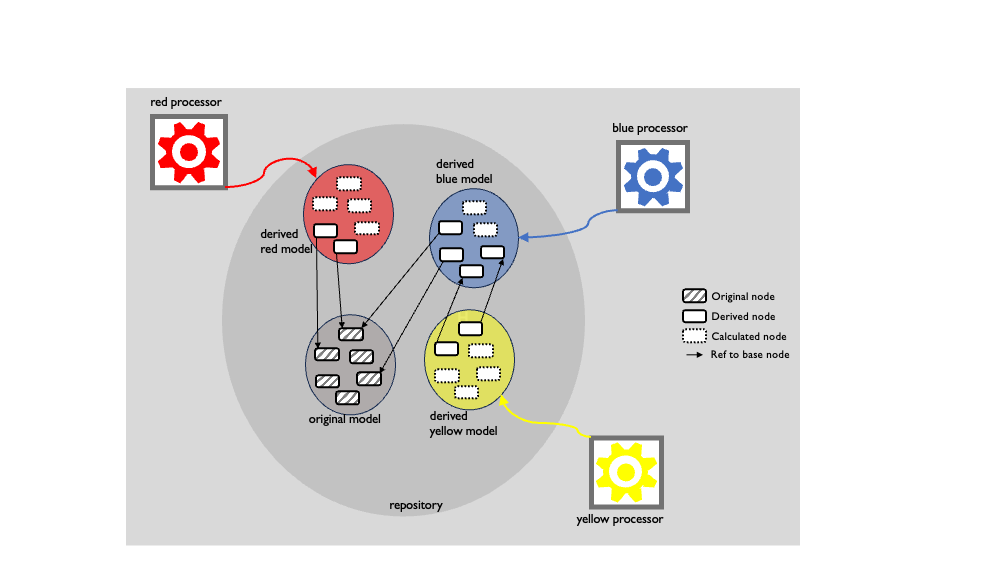 red processor
blue processor
derived
blue model
derived
red model
Original node
Derived node
Calculated node
Ref to base node
original model
derived
yellow model
repository
yellow processor